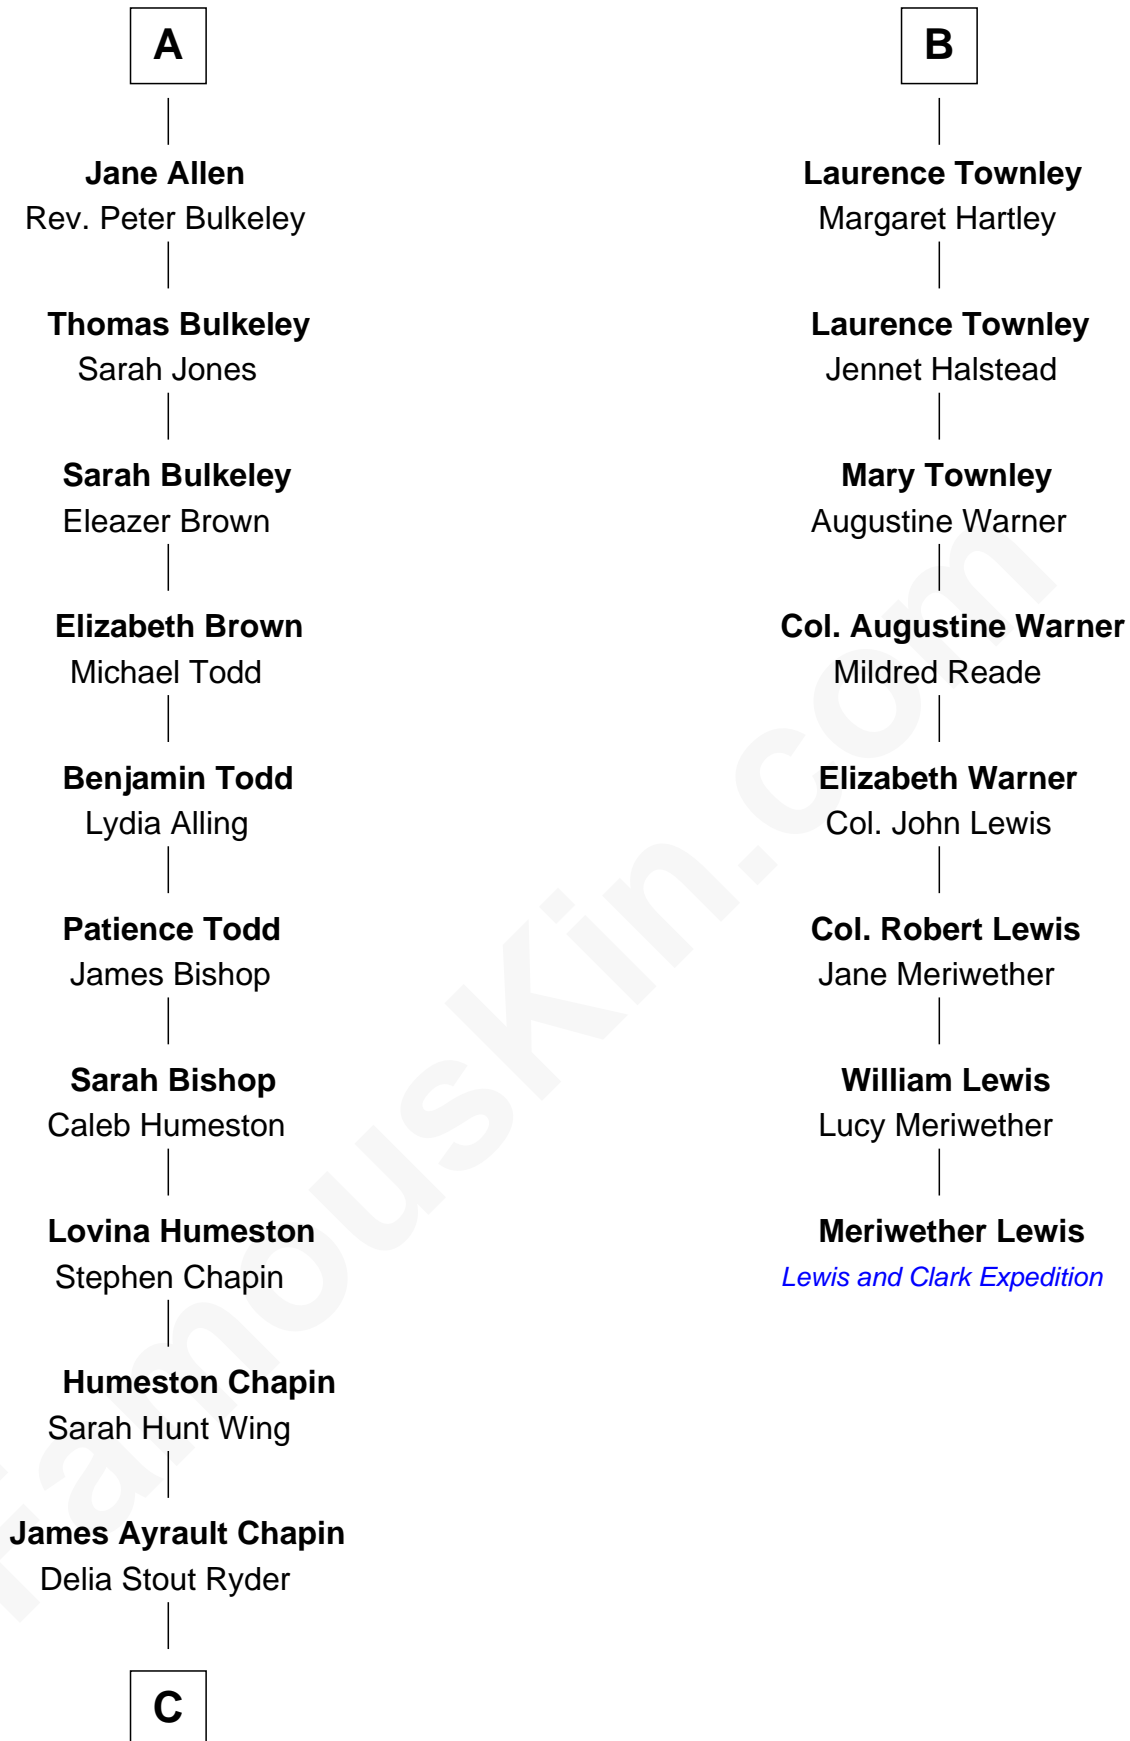 A
Jane Allen
Rev. Peter Bulkeley
Thomas Bulkeley
Sarah Jones
Sarah Bulkeley
Eleazer Brown
Elizabeth Brown
Michael Todd
Benjamin Todd
Lydia Alling
Patience Todd
James Bishop
Sarah Bishop
Caleb Humeston
Lovina Humeston
Stephen Chapin
Humeston Chapin
Sarah Hunt Wing
James Ayrault Chapin
Delia Stout Ryder
C
B
Laurence Townley
Margaret Hartley
Laurence Townley
Jennet Halstead
Mary Townley
Augustine Warner
Col. Augustine Warner
Mildred Reade
Elizabeth Warner
Col. John Lewis
Col. Robert Lewis
Jane Meriwether
William Lewis
Lucy Meriwether
Meriwether Lewis
Lewis and Clark Expedition
FamousKin.com